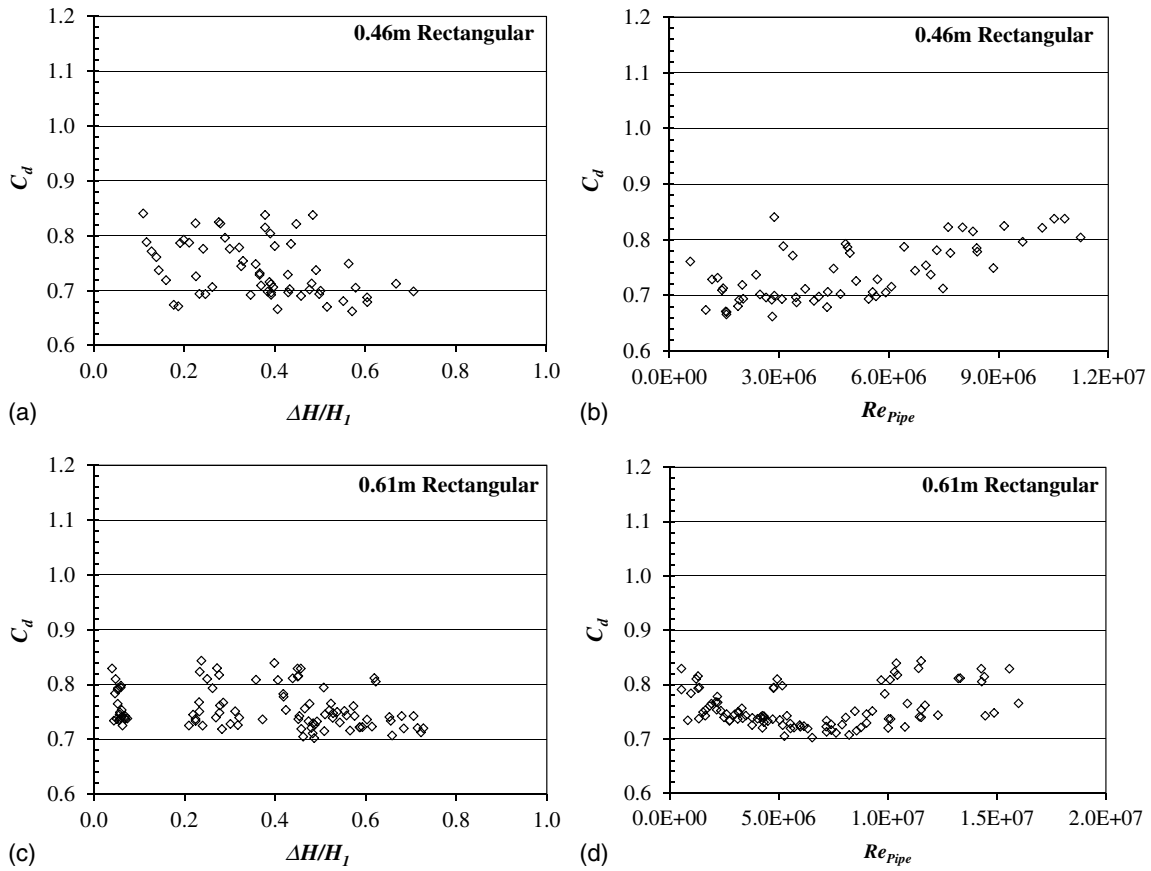 0.46m Rectangular
1.2
1.1
1.0
0.9
0.8
0.7
0.6
C_d
0.0 0.2 0.4 0.6 0.8 1.0
(a) ΔH/H_1
0.46m Rectangular
1.2
1.1
1.0
0.9
0.8
0.7
0.6
C_d
0.0E+00 3.0E+06 6.0E+06 9.0E+06 1.2E+07
(b) Re_Pipe
0.61m Rectangular
1.2
1.1
1.0
0.9
0.8
0.7
0.6
C_d
0.0 0.2 0.4 0.6 0.8 1.0
(c) ΔH/H_1
0.61m Rectangular
1.2
1.1
1.0
0.9
0.8
0.7
0.6
C_d
0.0E+00 5.0E+06 1.0E+07 1.5E+07 2.0E+07
(d) Re_Pipe